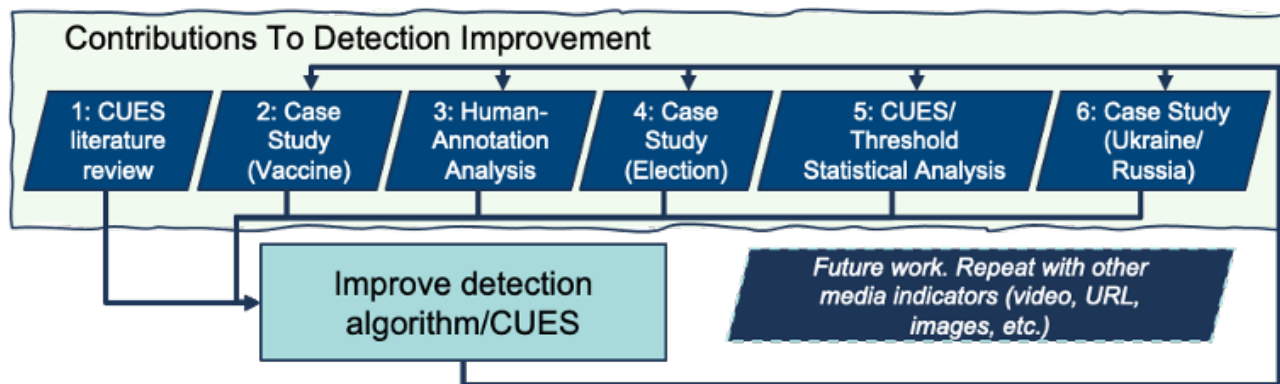 Contributions To Detection Improvement
1: CUES
literature
review
2: Case
Study
(Vaccine)
3: Human-
Annotation
Analysis
4: Case
Study
(Election)
5: CUES/
Threshold
Statistical Analysis
6: Case Study
(Ukraine/
Russia)
Improve detection
algorithm/CUES
Future work. Repeat with other
media indicators (video, URL,
images, etc.)